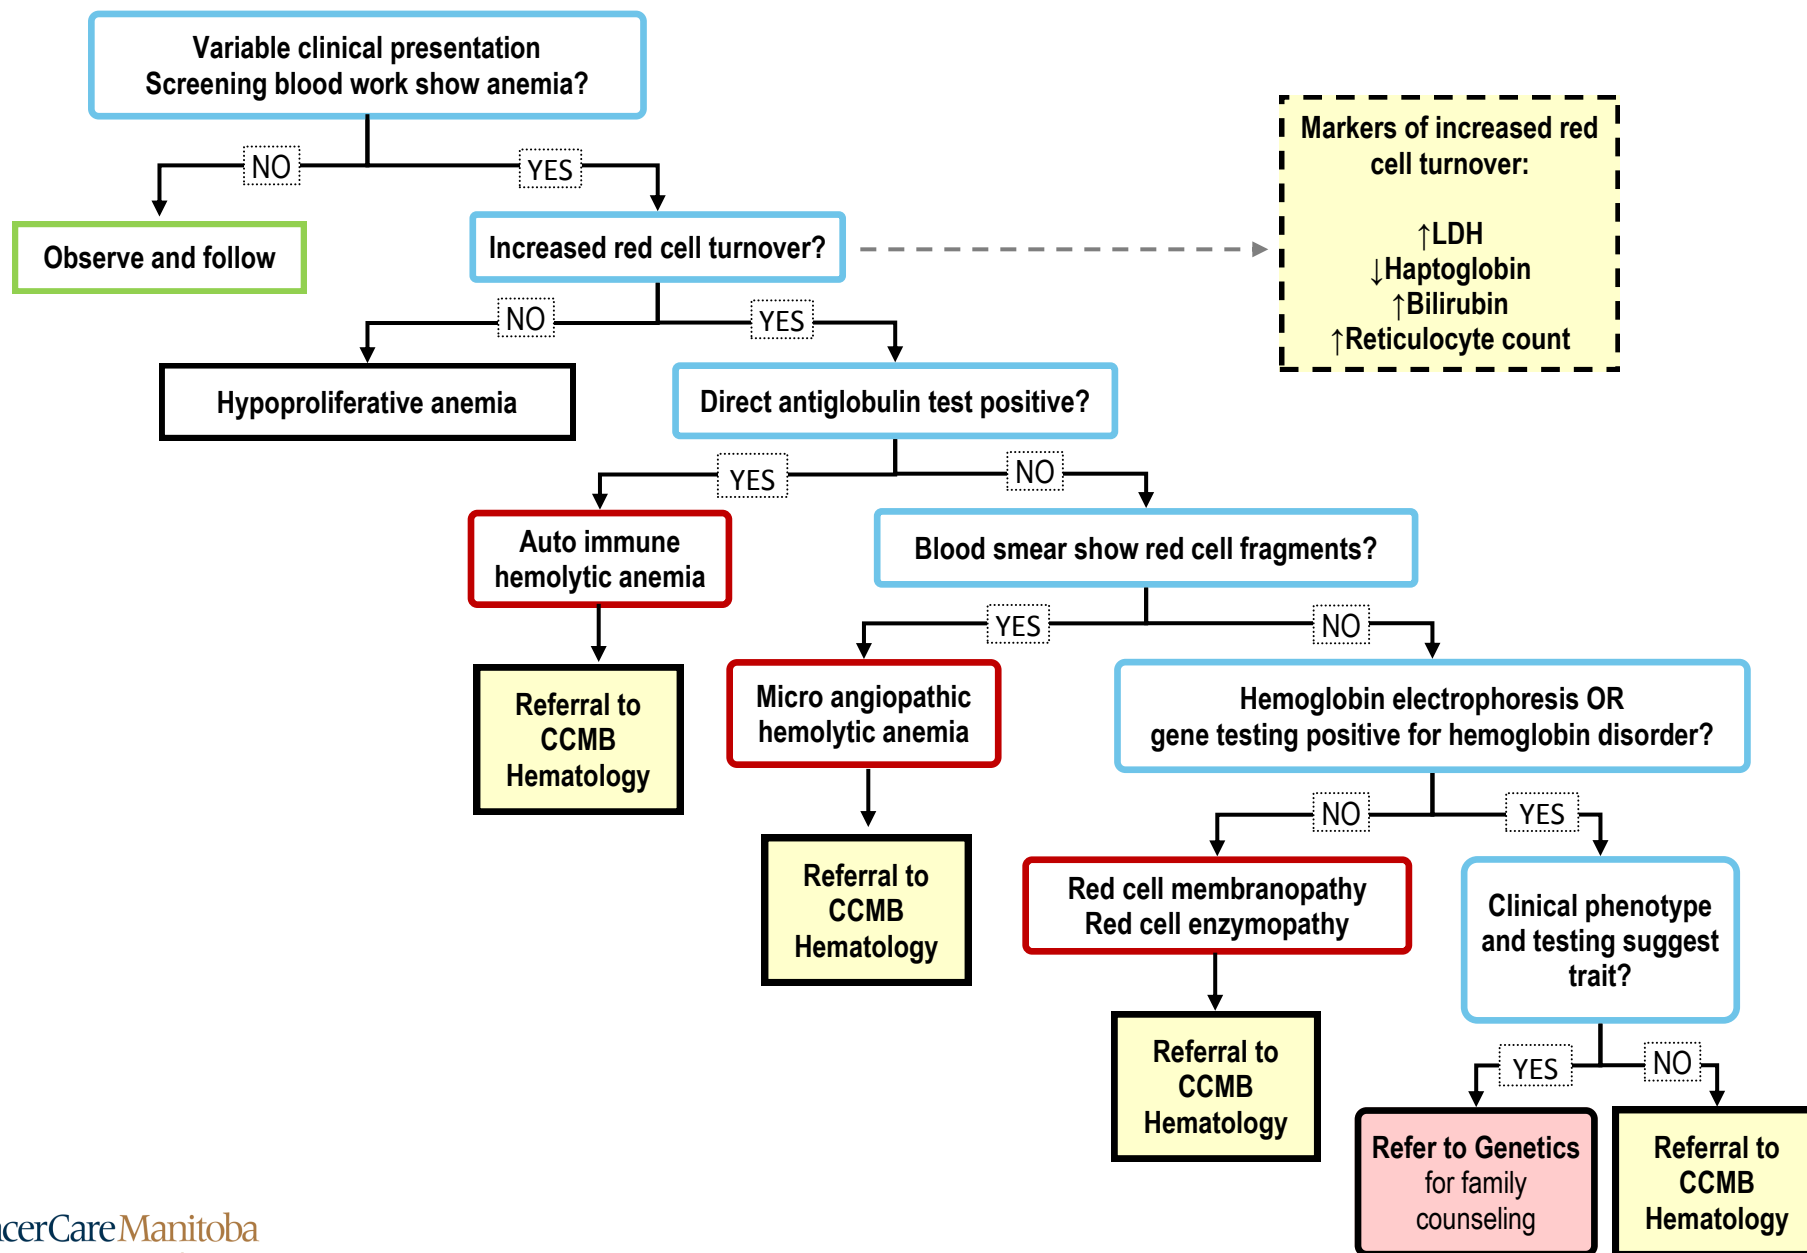 Variable clinical presentation
Screening blood work show anemia?
Markers of increased red
cell turnover:
↑LDH
↓Haptoglobin
↑Bilirubin
↑Reticulocyte count
NO
YES
Observe and follow
Increased red cell turnover?
NO
YES
Hypoproliferative anemia
Direct antiglobulin test positive?
YES
NO
Auto immune
hemolytic anemia
Blood smear show red cell fragments?
Referral to
CCMB
Hematology
YES
NO
Micro angiopathic
hemolytic anemia
Hemoglobin electrophoresis OR
gene testing positive for hemoglobin disorder?
Referral to
CCMB
Hematology
NO
YES
Red cell membranopathy
Red cell enzymopathy
Clinical phenotype
and testing suggest
trait?
Referral to
CCMB
Hematology
YES
NO
Refer to Genetics
for family
counseling
Referral to
CCMB
Hematology
cerCareManitoba